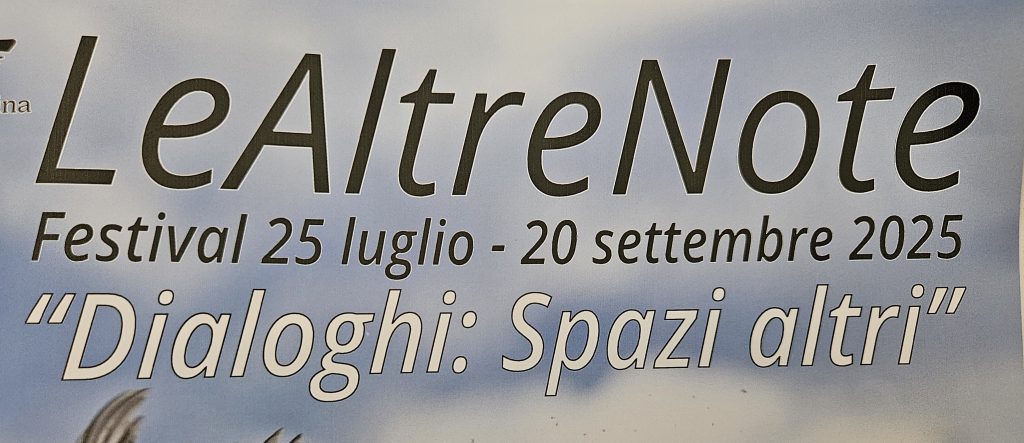 LeAltreNote
Festival 25 luglio - 20 settembre 2025
“Dialoghi: Spazi altri”